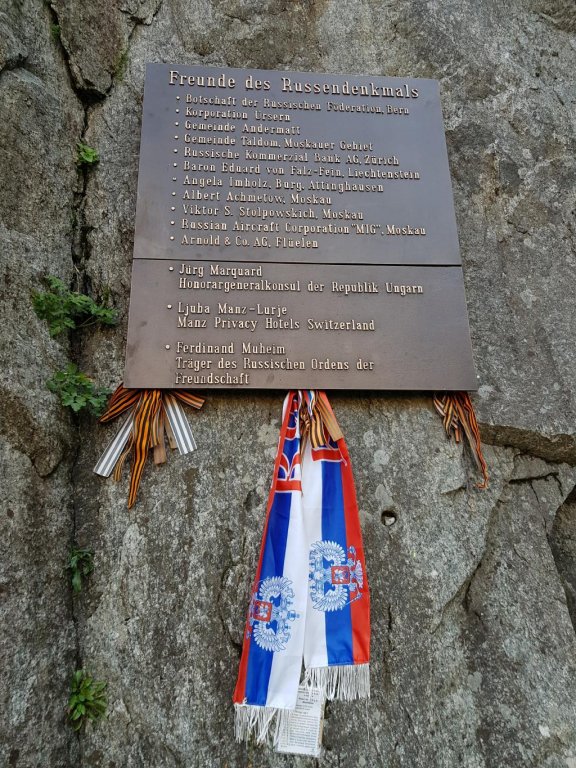 Freunde des Russendenkmals
• Botschaft der Russischen Föderation, Bern
• Korporation Ursern
• Gemeinde Andermatt
• Gemeinde Taldom, Moskauer Gebiet
• Russische Kommerzial Bank AG, Zürich
• Baron Eduard von Falz-Fein, Liechtenstein
• Angela Imholz, Burg, Attinghausen
• Albert Achmetow, Moskau
• Viktor S. Stolpowskich, Moskau
• Russian Aircraft Corporation "MIG", Moskau
• Arnold & Co. AG, Flüelen
• Jürg Marquard
Honorargeneralkonsul der Republik Ungarn
• Ljuba Manz-Lurje
Manz Privacy Hotels Switzerland
• Ferdinand Muheim
Träger des Russischen Ordens der
Freundschaft